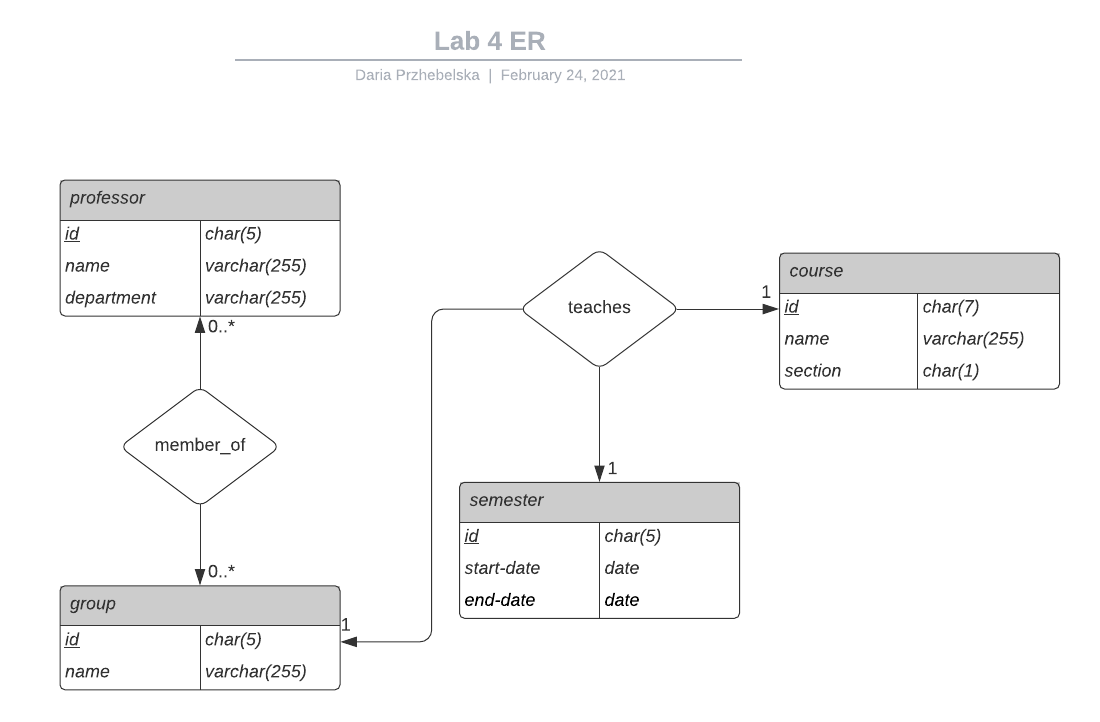 Lab 4 ER
Daria Przhebelska | February 24, 2021
professor
id char(5)
name varchar(255)
department varchar(255)
0..*
member_of
0..*
group
id char(5)
name varchar(255)
1
teaches
1
course
id char(7)
name varchar(255)
section char(1)
1
semester
id char(5)
start-date date
end-date date